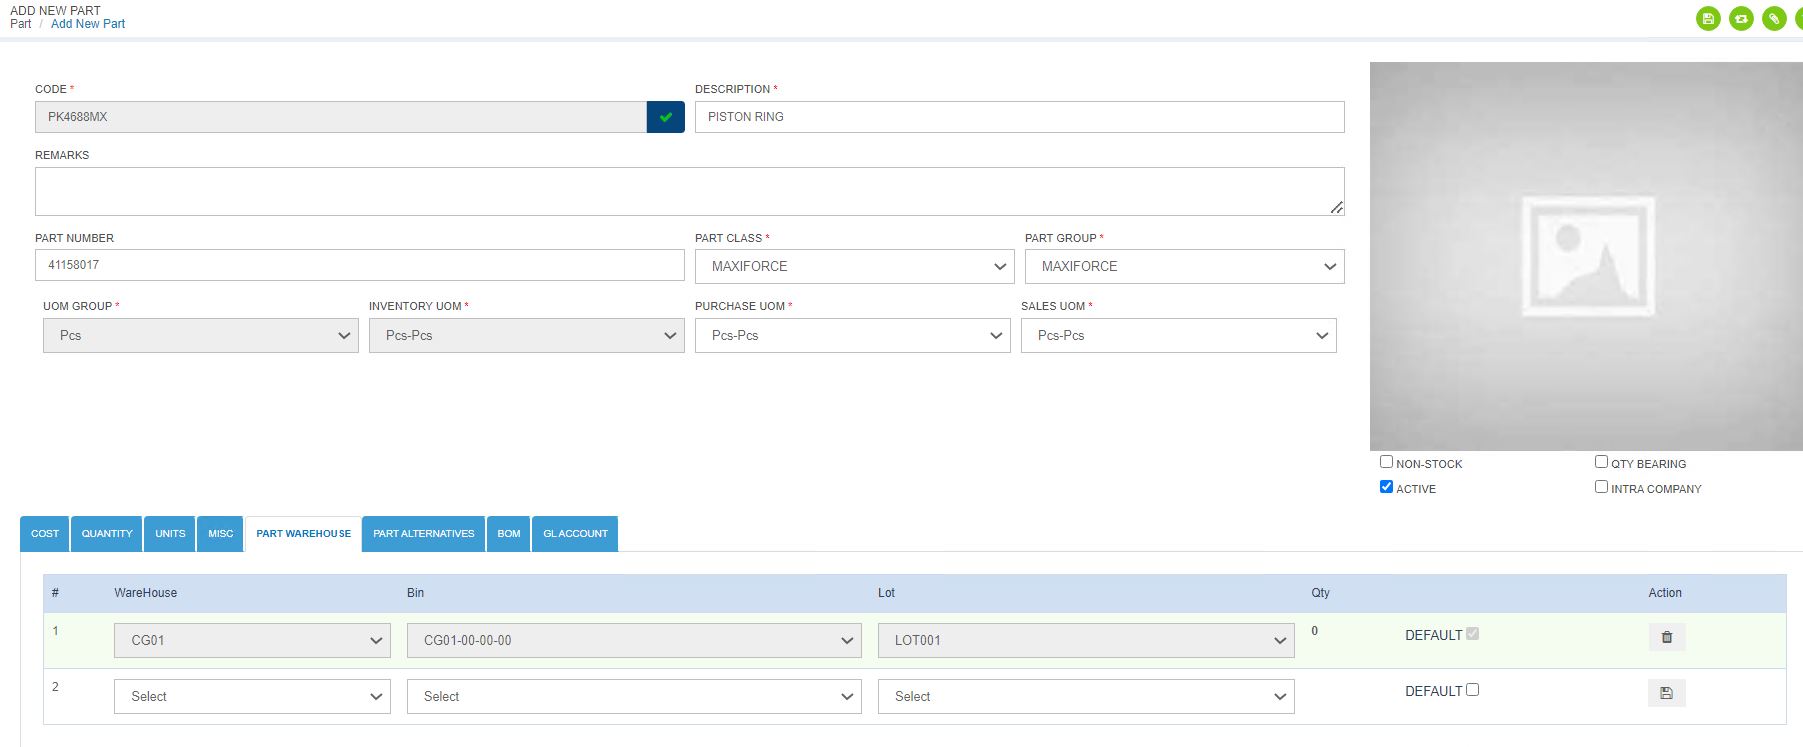 ADD NEW PART
Part / Add New Part
CODE * DESCRIPTION *
PK4688MX PISTON RING
REMARKS
PART NUMBER PART CLASS * PART GROUP *
41158017 MAXIFORCE MAXIFORCE
UOM GROUP * INVENTORY UOM * PURCHASE UOM * SALES UOM *
Pcs Pcs-Pcs Pcs-Pcs Pcs-Pcs
NON-STOCK QTY BEARING
ACTIVE INTRA COMPANY
COST QUANTITY UNITS MISC PART WAREHOUSE PART ALTERNATIVES BOM GL ACCOUNT
# WareHouse Bin Lot Qty Action
1 CG01 CG01-00-00-00 LOT001 0 DEFAULT
2 Select Select Select DEFAULT